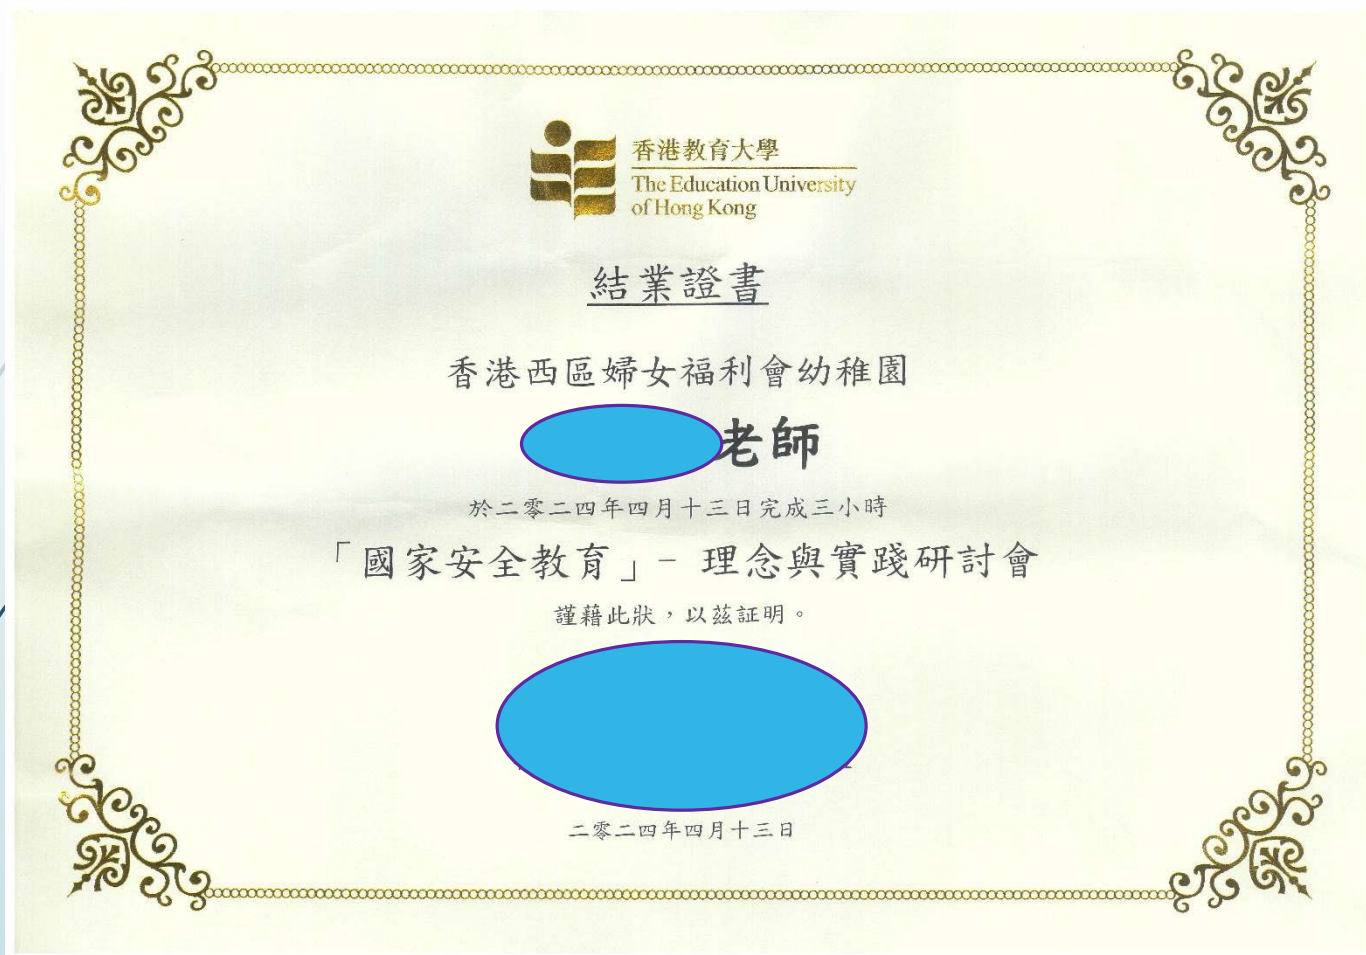 香港教育大學
The Education University
of Hong Kong
結業證書
香港西區婦女福利會幼稚園
老師
於二零二四年四月十三日完成三小時
「國家安全教育」- 理念與實踐研討會
謹藉此狀，以茲証明。
二零二四年四月十三日